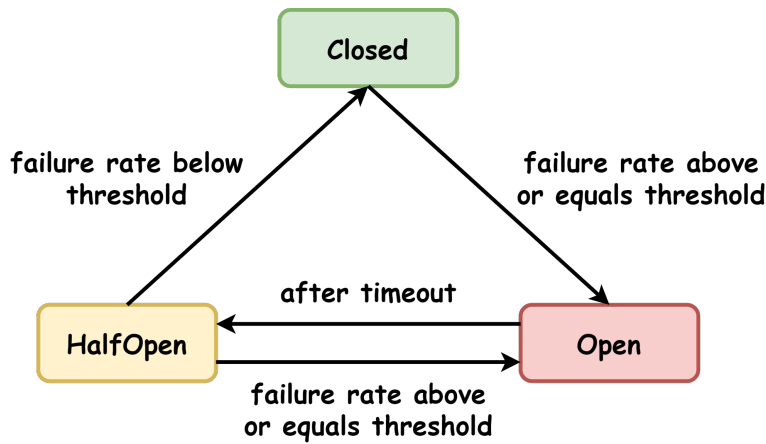 Closed
failure rate below
threshold
failure rate above
or equals threshold
after timeout
HalfOpen
Open
failure rate above
or equals threshold